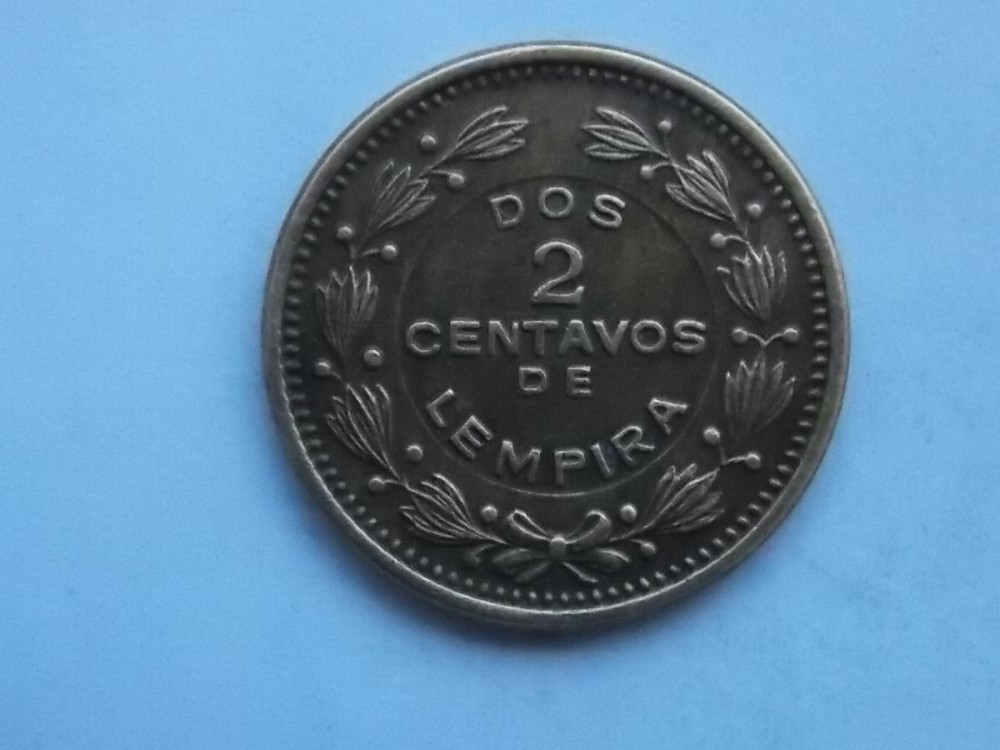 DOS
2
CENTAVOS
DE
LEMPIRA